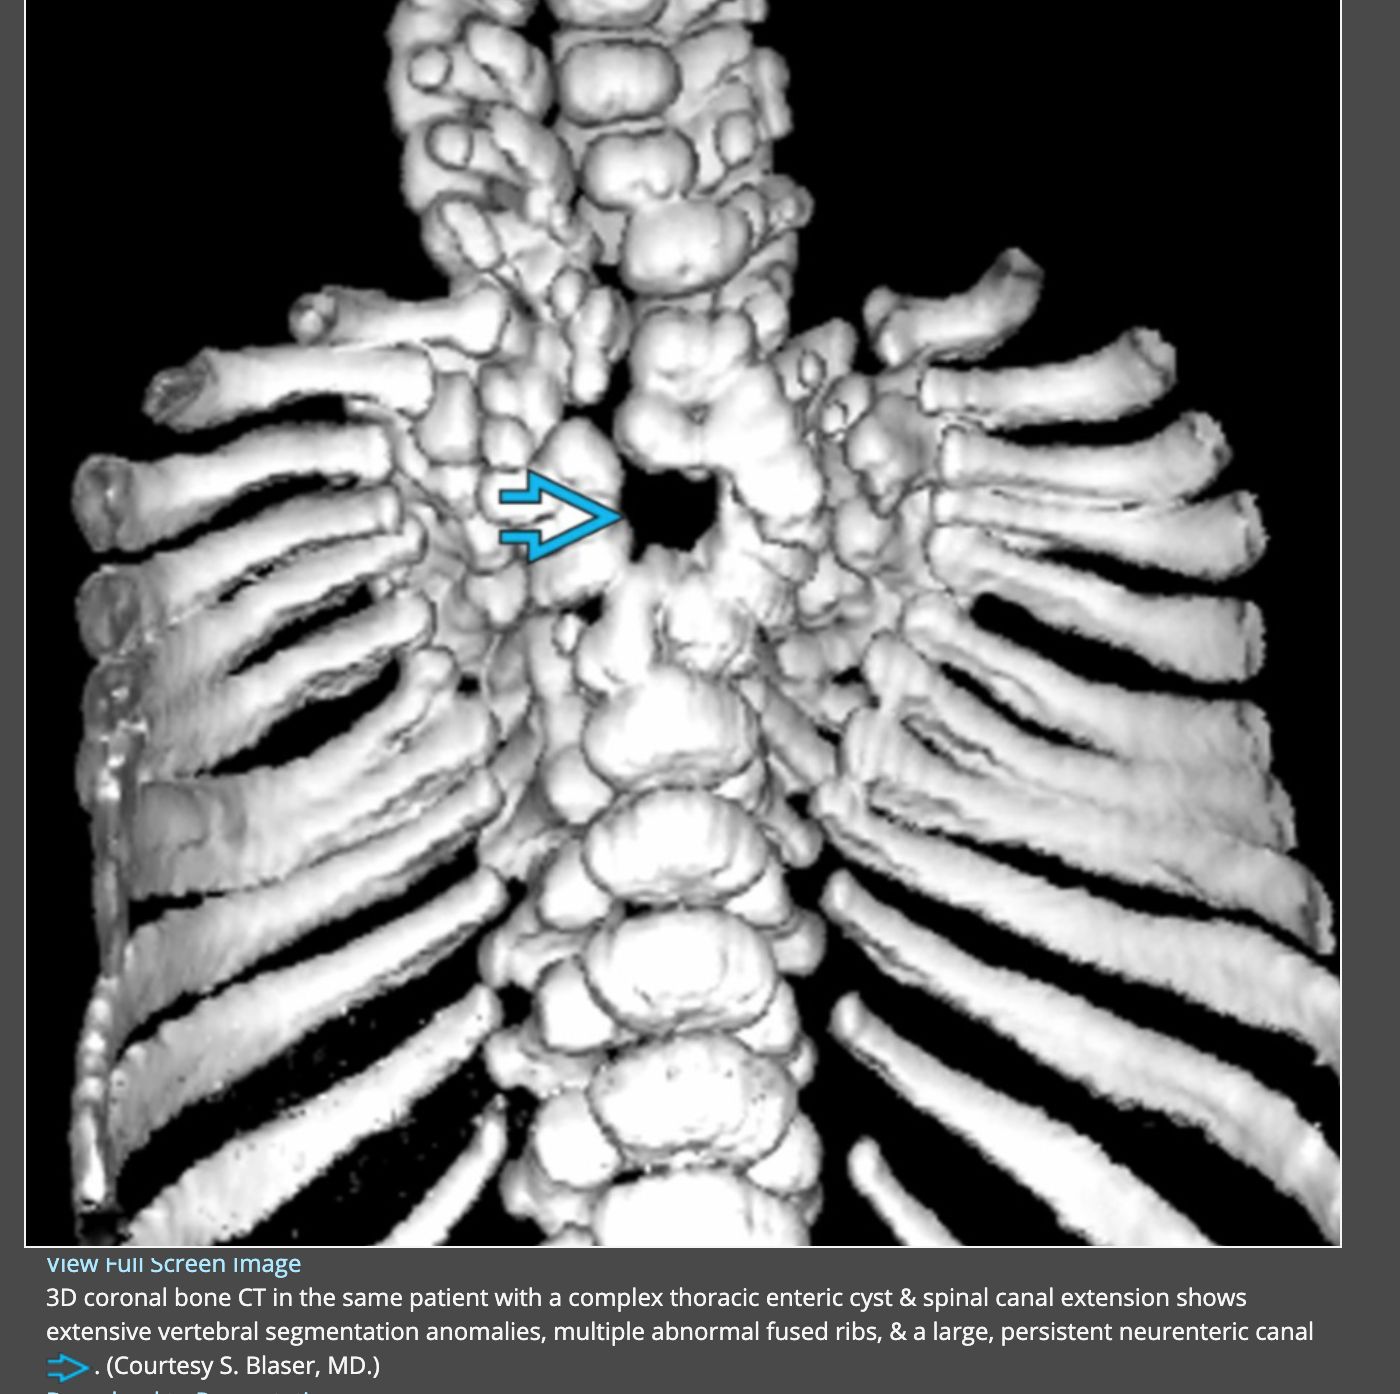 View Full Screen Image
3D coronal bone CT in the same patient with a complex thoracic enteric cyst & spinal canal extension shows
extensive vertebral segmentation anomalies, multiple abnormal fused ribs, & a large, persistent neurenteric canal
. (Courtesy S. Blaser, MD.)